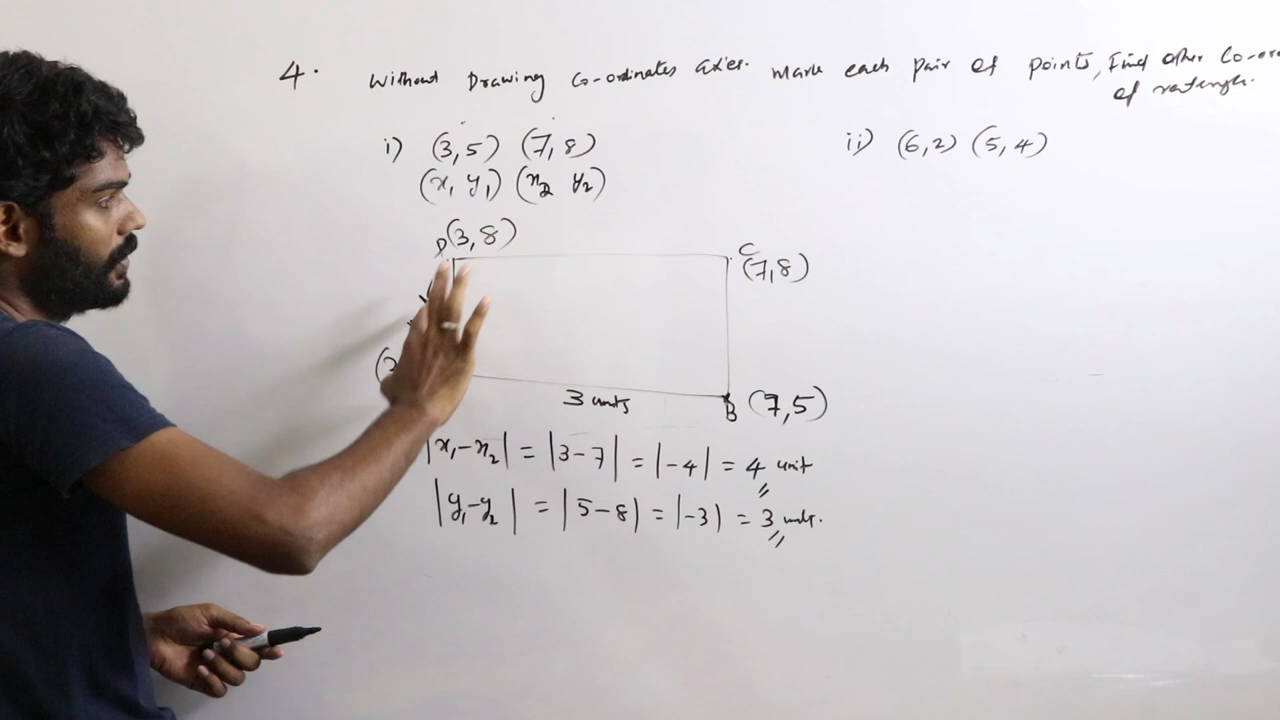 4. Without Drawing Co-ordinates axes. Mark each pair of points, Find other Co-or
of rectangle.
i) (3,5) (7,8)
ii) (6,2) (5,4)
(x₁ y₁) (x₂ y₂)
D(3,8)
C
(7,8)
(3
3 units
B (7,5)
|x₁-x₂| = |3-7| = |-4| = 4 unit
|y₁-y₂| = |5-8| = |-3| = 3 units.